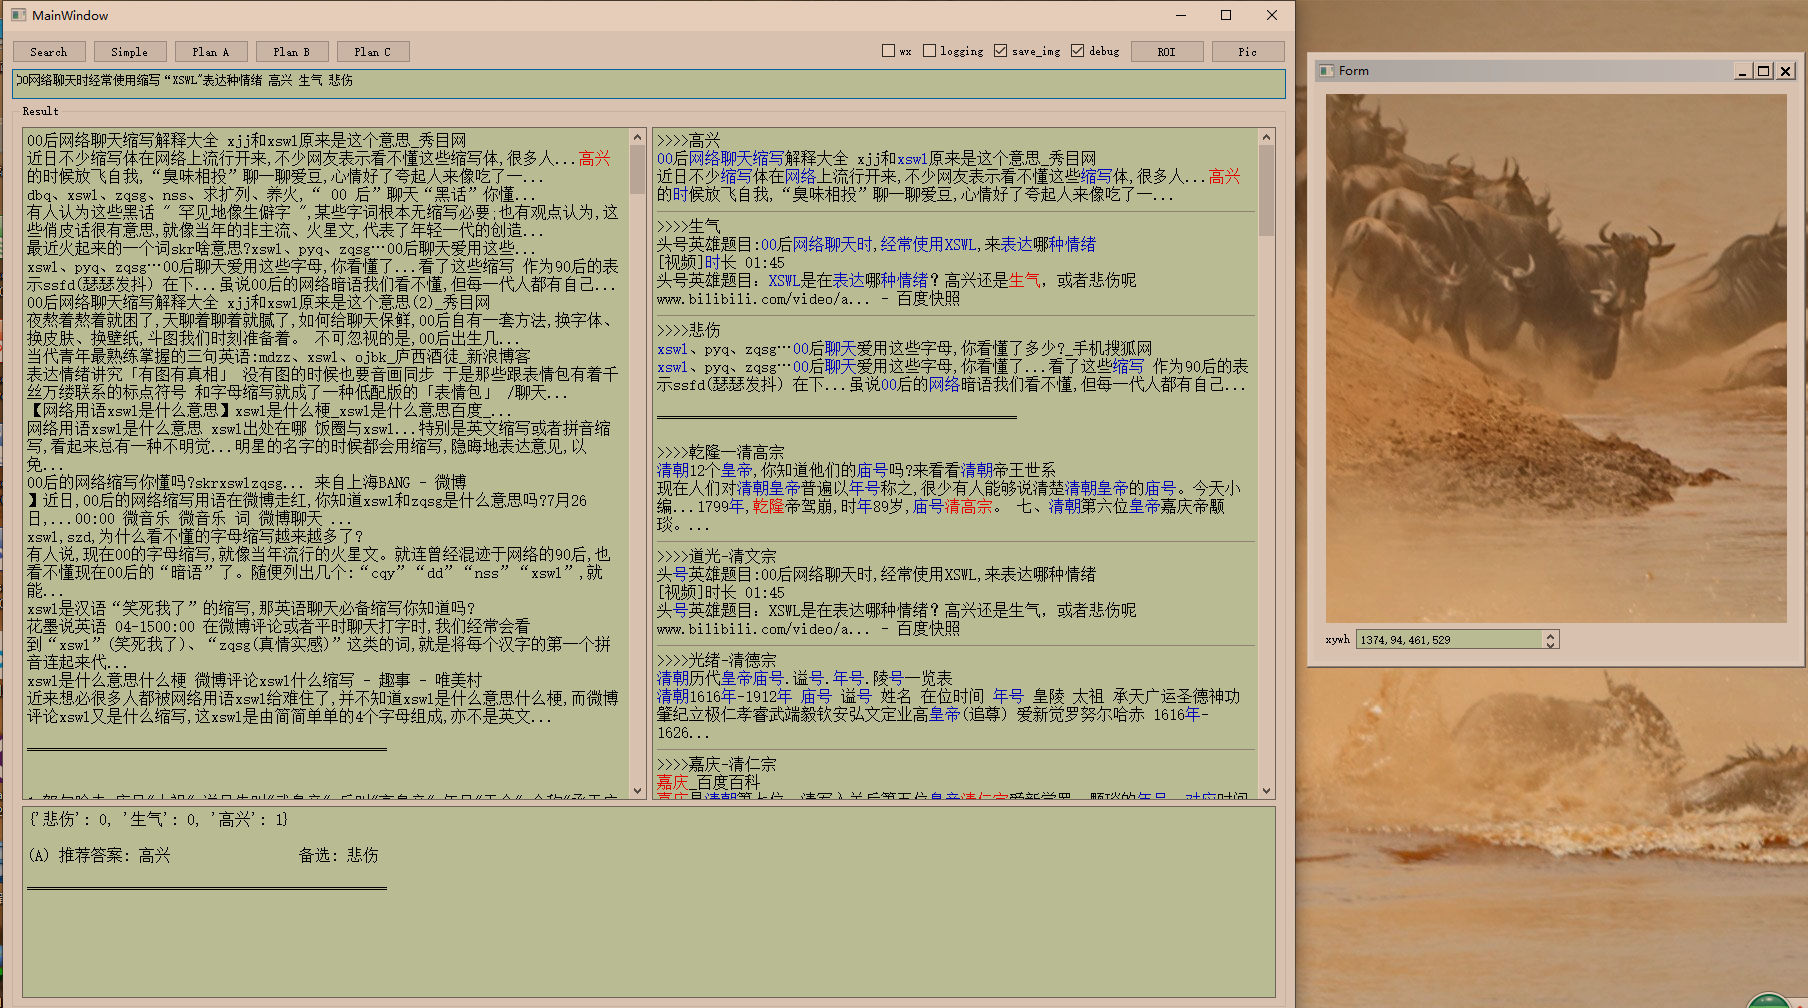 MainWindow
Search Simple Plan A Plan B Plan C wx logging save_img debug ROI Pic
00网络聊天时经常使用缩写“XSWL"表达种情绪 高兴 生气 悲伤
Result
00后网络聊天缩写解释大全 xjj和xswl原来是这个意思_秀目网
近日不少缩写体在网络上流行开来,不少网友表示看不懂这些缩写体,很多人...高兴
的时候放飞自我,“臭味相投”聊一聊爱豆,心情好了夸起人来像吃了一...
dbq、xswl、zqsg、nss、求扩列、养火, “ 00 后”聊天“黑话”你懂...
有人认为这些黑话 " 罕见地像生僻字 ",某些字词根本无缩写必要;也有观点认为,这
些俏皮话很有意思,就像当年的非主流、火星文,代表了年轻一代的创造...
最近火起来的一个词skr啥意思?xswl、pyq、zqsg…00后聊天爱用这些...
xswl、pyq、zqsg…00后聊天爱用这些字母,你看懂了...看了这些缩写 作为90后的表
示ssfd(瑟瑟发抖) 在下...虽说00后的网络暗语我们看不懂,但每一代人都有自己...
00后网络聊天缩写解释大全 xjj和xswl原来是这个意思(2)_秀目网
夜熬着熬着就困了,天聊着聊着就腻了,如何给聊天保鲜,00后自有一套方法,换字体、
换皮肤、换壁纸,斗图我们时刻准备着。 不可忽视的是,00后出生几...
当代青年最熟练掌握的三句英语:mdzz、xswl、ojbk_庐西酒徒_新浪博客
表达情绪讲究「有图有真相」 没有图的时候也要音画同步 于是那些跟表情包有着千
丝万缕联系的标点符号 和字母缩写就成了一种低配版的「表情包」 /聊天...
【网络用语xswl是什么意思】xswl是什么梗_xswl是什么意思百度_...
网络用语xswl是什么意思 xswl出处在哪 饭圈与xswl...特别是英文缩写或者拼音缩
写,看起来总有一种不明觉...明星的名字的时候都会用缩写,隐晦地表达意见,以
免...
00后的网络缩写你懂吗?skrxswlzqsg... 来自上海BANG - 微博
】近日,00后的网络缩写用语在微博走红,你知道xswl和zqsg是什么意思吗?7月26
日,...00:00 微音乐 微音乐 词 微博聊天 ...
xswl,szd,为什么看不懂的字母缩写越来越多了?
有人说,现在00的字母缩写,就像当年流行的火星文。就连曾经混迹于网络的90后,也
看不懂现在00后的“暗语”了。随便列出几个:“cqy”“dd”“nss”“xswl”,就
能...
xswl是汉语“笑死我了”的缩写,那英语聊天必备缩写你知道吗?
花墨说英语 04-1500:00 在微博评论或者平时聊天打字时,我们经常会看
到“xswl”(笑死我了)、“zqsg(真情实感)”这类的词,就是将每个汉字的第一个拼
音连起来代...
xswl是什么意思什么梗 微博评论xswl什么缩写 - 趣事 - 唯美村
近来想必很多人都被网络用语xswl给难住了,并不知道xswl是什么意思什么梗,而微博
评论xswl又是什么缩写,这xswl是由简简单单的4个字母组成,亦不是英文...
>>>>高兴
00后网络聊天缩写解释大全 xjj和xswl原来是这个意思_秀目网
近日不少缩写体在网络上流行开来,不少网友表示看不懂这些缩写体,很多人...高兴
的时候放飞自我,“臭味相投”聊一聊爱豆,心情好了夸起人来像吃了一...
>>>>生气
头号英雄题目:00后网络聊天时,经常使用XSWL,来表达哪种情绪
[视频]时长 01:45
头号英雄题目: XSWL是在表达哪种情绪? 高兴还是生气, 或者悲伤呢
www.bilibili.com/video/a... - 百度快照
>>>>悲伤
xswl、pyq、zqsg…00后聊天爱用这些字母,你看懂了多少?_手机搜狐网
xswl、pyq、zqsg…00后聊天爱用这些字母,你看懂了...看了这些缩写 作为90后的表
示ssfd(瑟瑟发抖) 在下...虽说00后的网络暗语我们看不懂,但每一代人都有自己...
>>>>乾隆—清高宗
清朝12个皇帝,你知道他们的庙号吗?来看看清朝帝王世系
现在人们对清朝皇帝普遍以年号称之,很少有人能够说清楚清朝皇帝的庙号。今天小
编...1799年,乾隆帝驾崩,时年89岁,庙号清高宗。 七、清朝第六位皇帝嘉庆帝颙
琰。...
>>>>道光-清文宗
头号英雄题目:00后网络聊天时,经常使用XSWL,来表达哪种情绪
[视频]时长 01:45
头号英雄题目: XSWL是在表达哪种情绪? 高兴还是生气, 或者悲伤呢
www.bilibili.com/video/a... - 百度快照
>>>>光绪-清德宗
清朝历代皇帝庙号.谥号.年号.陵号一览表
清朝1616年-1912年 庙号 谥号 姓名 在位时间 年号 皇陵 太祖 承天广运圣德神功
肇纪立极仁孝睿武端毅钦安弘文定业高皇帝(追尊) 爱新觉罗努尔哈赤 1616年-
1626...
>>>>嘉庆-清仁宗
嘉庆_百度百科
{'悲伤': 0, '生气': 0, '高兴': 1}
(A) 推荐答案: 高兴 备选: 悲伤
Form
xywh 1374,94,461,529